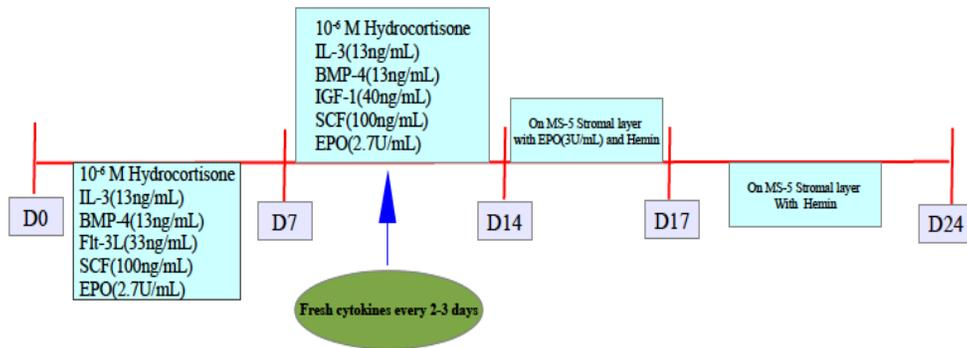 10⁻⁶ M Hydrocortisone
IL-3(13ng/mL)
BMP-4(13ng/mL)
IGF-1(40ng/mL)
SCF(100ng/mL)
EPO(2.7U/mL)
On MS-5 Stromal layer
with EPO(3U/mL) and Hemin
10⁻⁶ M Hydrocortisone
IL-3(13ng/mL)
BMP-4(13ng/mL)
Flt-3L(33ng/mL)
SCF(100ng/mL)
EPO(2.7U/mL)
On MS-5 Stromal layer
With Hemin
D0
D7
D14
D17
D24
Fresh cytokines every 2-3 days